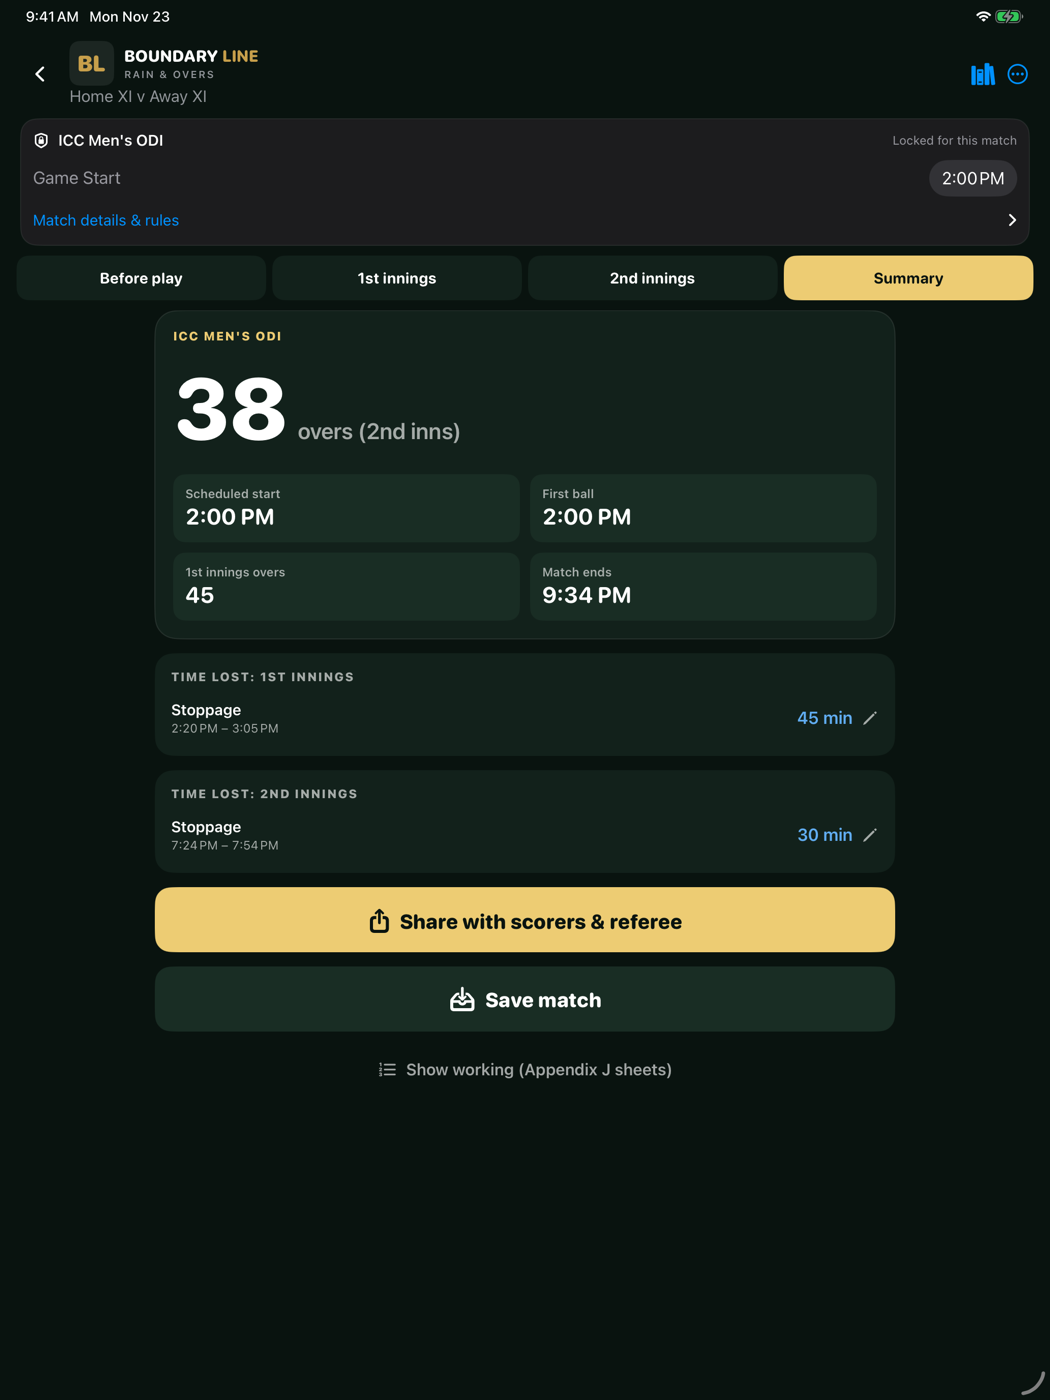 9:41 AM Mon Nov 23
BL
BOUNDARY LINE
RAIN & OVERS
Home XI v Away XI
ICC Men's ODI
Locked for this match
Game Start
2:00 PM
Match details & rules
Before play
1st innings
2nd innings
Summary
ICC MEN'S ODI
38 overs (2nd inns)
Scheduled start
2:00 PM
First ball
2:00 PM
1st innings overs
45
Match ends
9:34 PM
TIME LOST: 1ST INNINGS
Stoppage
2:20 PM – 3:05 PM
45 min
TIME LOST: 2ND INNINGS
Stoppage
7:24 PM – 7:54 PM
30 min
Share with scorers & referee
Save match
Show working (Appendix J sheets)